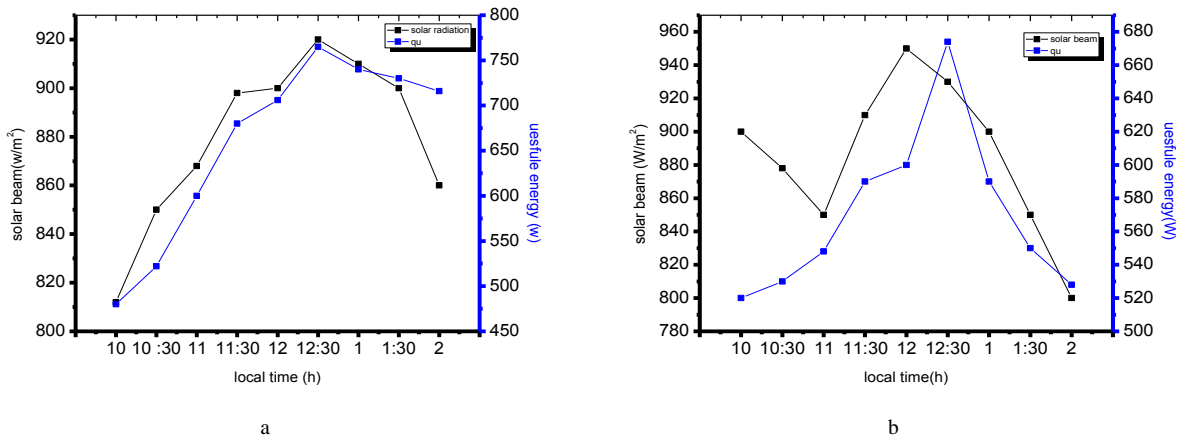 solar radiation
qu
solar beam(w/m²)
920
900
880
860
840
820
800
800
750
700
650
600
550
500
450
uesfule energy (w)
10 10 :30 11 11:30 12 12:30 1 1:30 2
local time (h)
a
solar beam
qu
solar beam (W/m²)
960
940
920
900
880
860
840
820
800
780
680
660
640
620
600
580
560
540
520
500
uesfule energy(W)
10 10:30 11 11:30 12 12:30 1 1:30 2
local time(h)
b